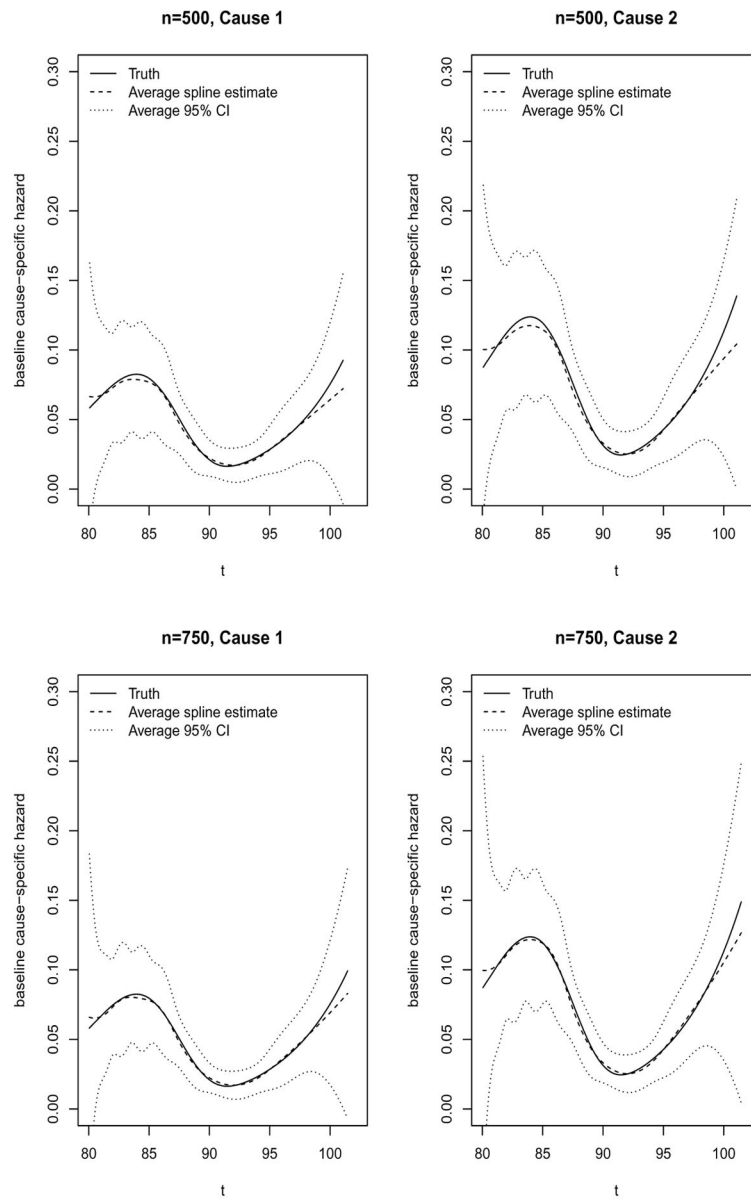 n=500, Cause 1
Truth
Average spline estimate
Average 95% CI
baseline cause−specific hazard
0.30
0.25
0.20
0.15
0.10
0.05
0.00
80 85 90 95 100
t
n=500, Cause 2
Truth
Average spline estimate
Average 95% CI
baseline cause−specific hazard
0.30
0.25
0.20
0.15
0.10
0.05
0.00
80 85 90 95 100
t
n=750, Cause 1
Truth
Average spline estimate
Average 95% CI
baseline cause−specific hazard
0.30
0.25
0.20
0.15
0.10
0.05
0.00
80 85 90 95 100
t
n=750, Cause 2
Truth
Average spline estimate
Average 95% CI
baseline cause−specific hazard
0.30
0.25
0.20
0.15
0.10
0.05
0.00
80 85 90 95 100
t